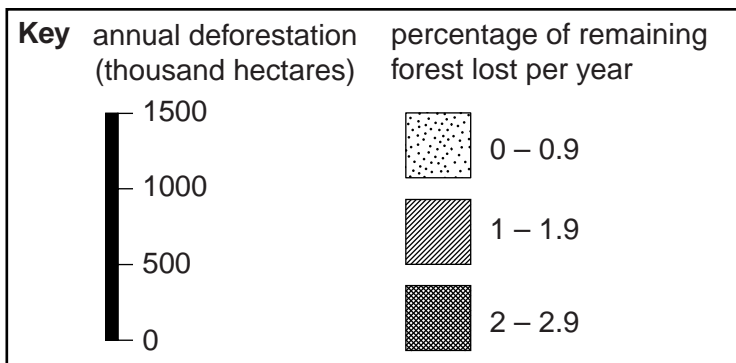 Key annual deforestation
(thousand hectares)
percentage of remaining
forest lost per year
1500
1000
500
0
0 – 0.9
1 – 1.9
2 – 2.9